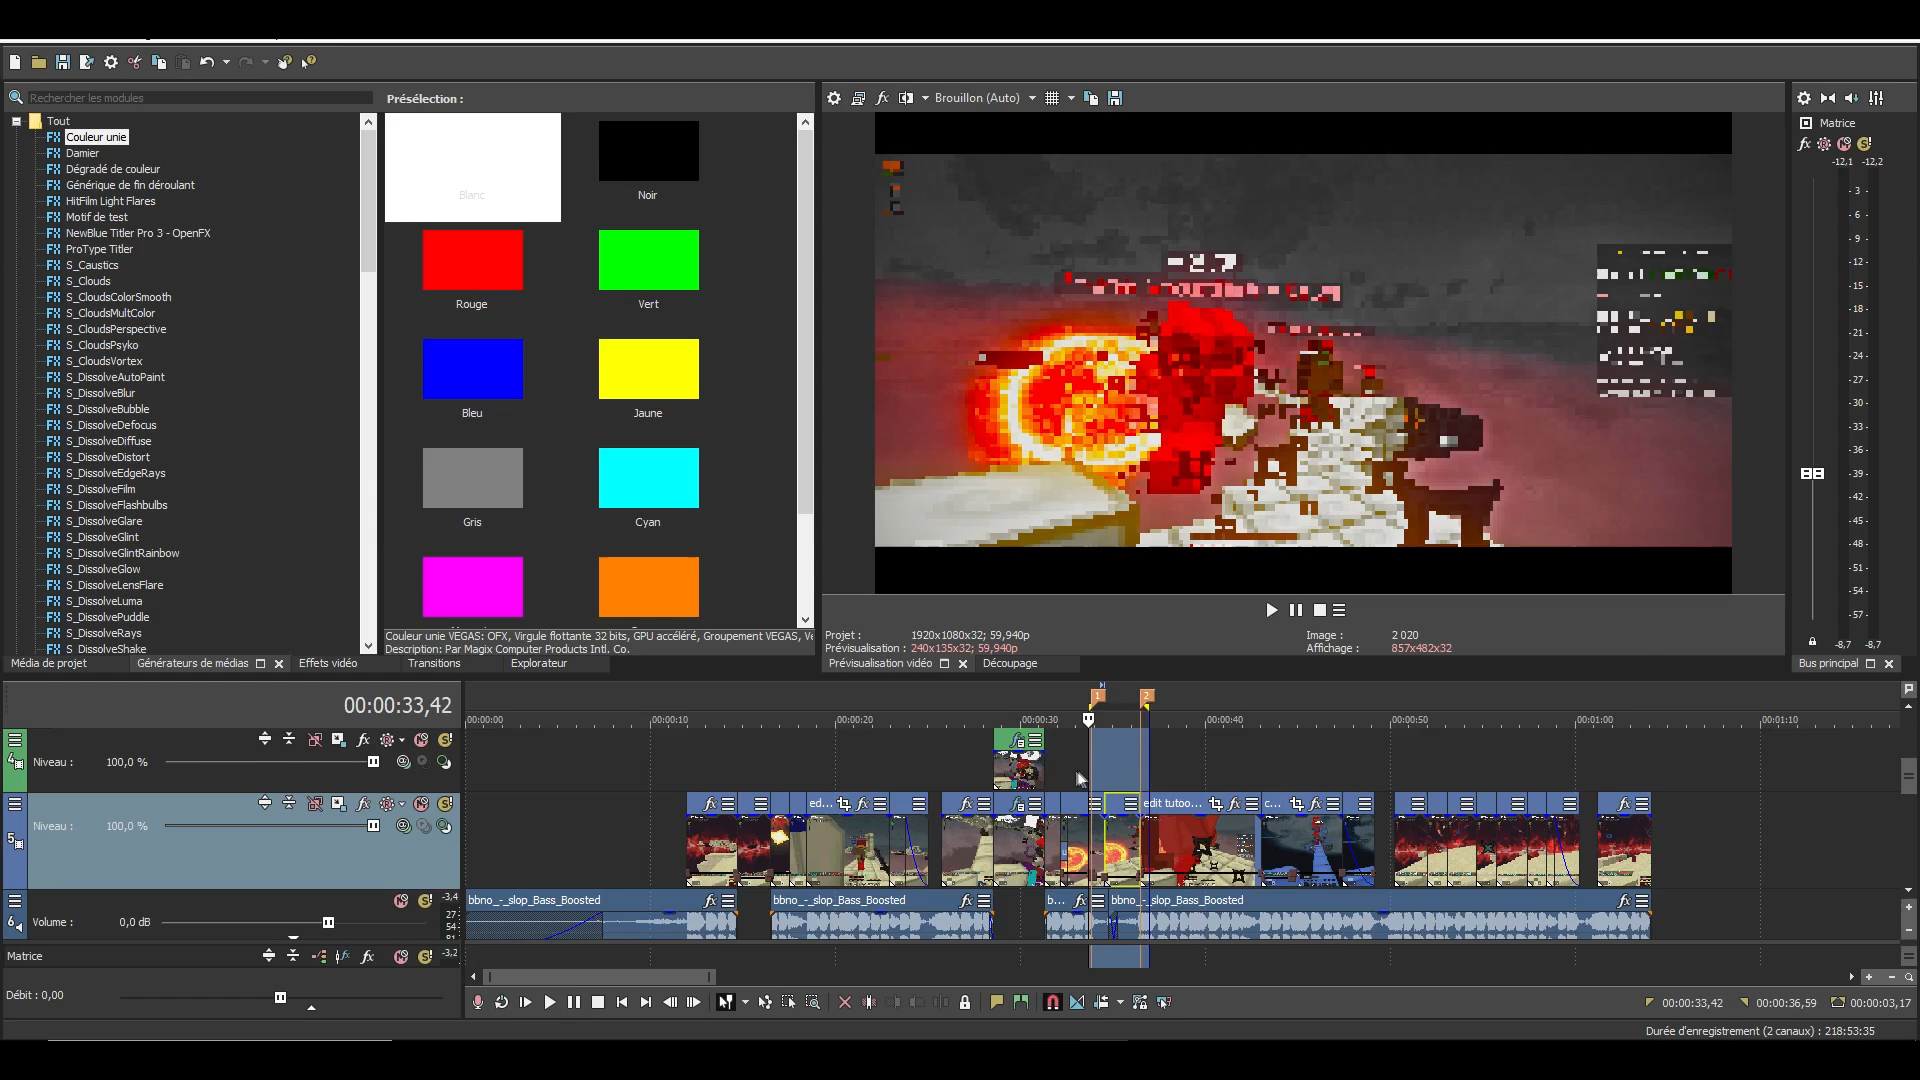 Rechercher les modules
Présélection :
Brouillon (Auto)
Tout
Couleur unie
Damier
Dégradé de couleur
Générique de fin déroulant
HitFilm Light Flares
Motif de test
NewBlue Titler Pro 3 - OpenFX
ProType Titler
S_Caustics
S_Clouds
S_CloudsColorSmooth
S_CloudsMultColor
S_CloudsPerspective
S_CloudsPsyko
S_CloudsVortex
S_DissolveAutoPaint
S_DissolveBlur
S_DissolveBubble
S_DissolveDefocus
S_DissolveDiffuse
S_DissolveDistort
S_DissolveEdgeRays
S_DissolveFilm
S_DissolveFlashbulbs
S_DissolveGlare
S_DissolveGlint
S_DissolveGlintRainbow
S_DissolveGlow
S_DissolveLensFlare
S_DissolveLuma
S_DissolvePuddle
S_DissolveRays
S_DissolveShake
Blanc
Noir
Rouge
Vert
Bleu
Jaune
Gris
Cyan
Couleur unie VEGAS: OFX, Virgule flottante 32 bits, GPU accéléré, Groupement VEGAS, Ve
Description: Par Magix Computer Products Intl. Co.
Média de projet
Générateurs de médias
Effets vidéo
Transitions
Explorateur
Projet : 1920x1080x32; 59,940p
Prévisualisation : 240x135x32; 59,940p
Image : 2 020
Affichage : 857x482x32
Prévisualisation vidéo
Découpage
Matrice
-12,1 -12,2
- 3 -
- 6 -
- 9 -
- 12 -
- 15 -
- 18 -
- 21 -
- 24 -
- 27 -
- 30 -
- 33 -
- 36 -
- 39 -
- 42 -
- 45 -
- 48 -
- 51 -
- 54 -
- 57 -
-8,7 -8,7
Bus principal
00:00:33,42
1
2
00:00:00
00:00:10
00:00:20
00:00:30
00:00:40
00:00:50
00:01:00
00:01:10
4
Niveau : 100,0 %
5
Niveau : 100,0 %
ed...
edit tutoo...
c...
6
Volume : 0,0 dB
-3,4
27
54
bbno_-_slop_Bass_Boosted
bbno_-_slop_Bass_Boosted
b...
bbno_-_slop_Bass_Boosted
Matrice
-3,2
Débit : 0,00
00:00:33,42
00:00:36,59
00:00:03,17
Durée d'enregistrement (2 canaux) : 218:53:35